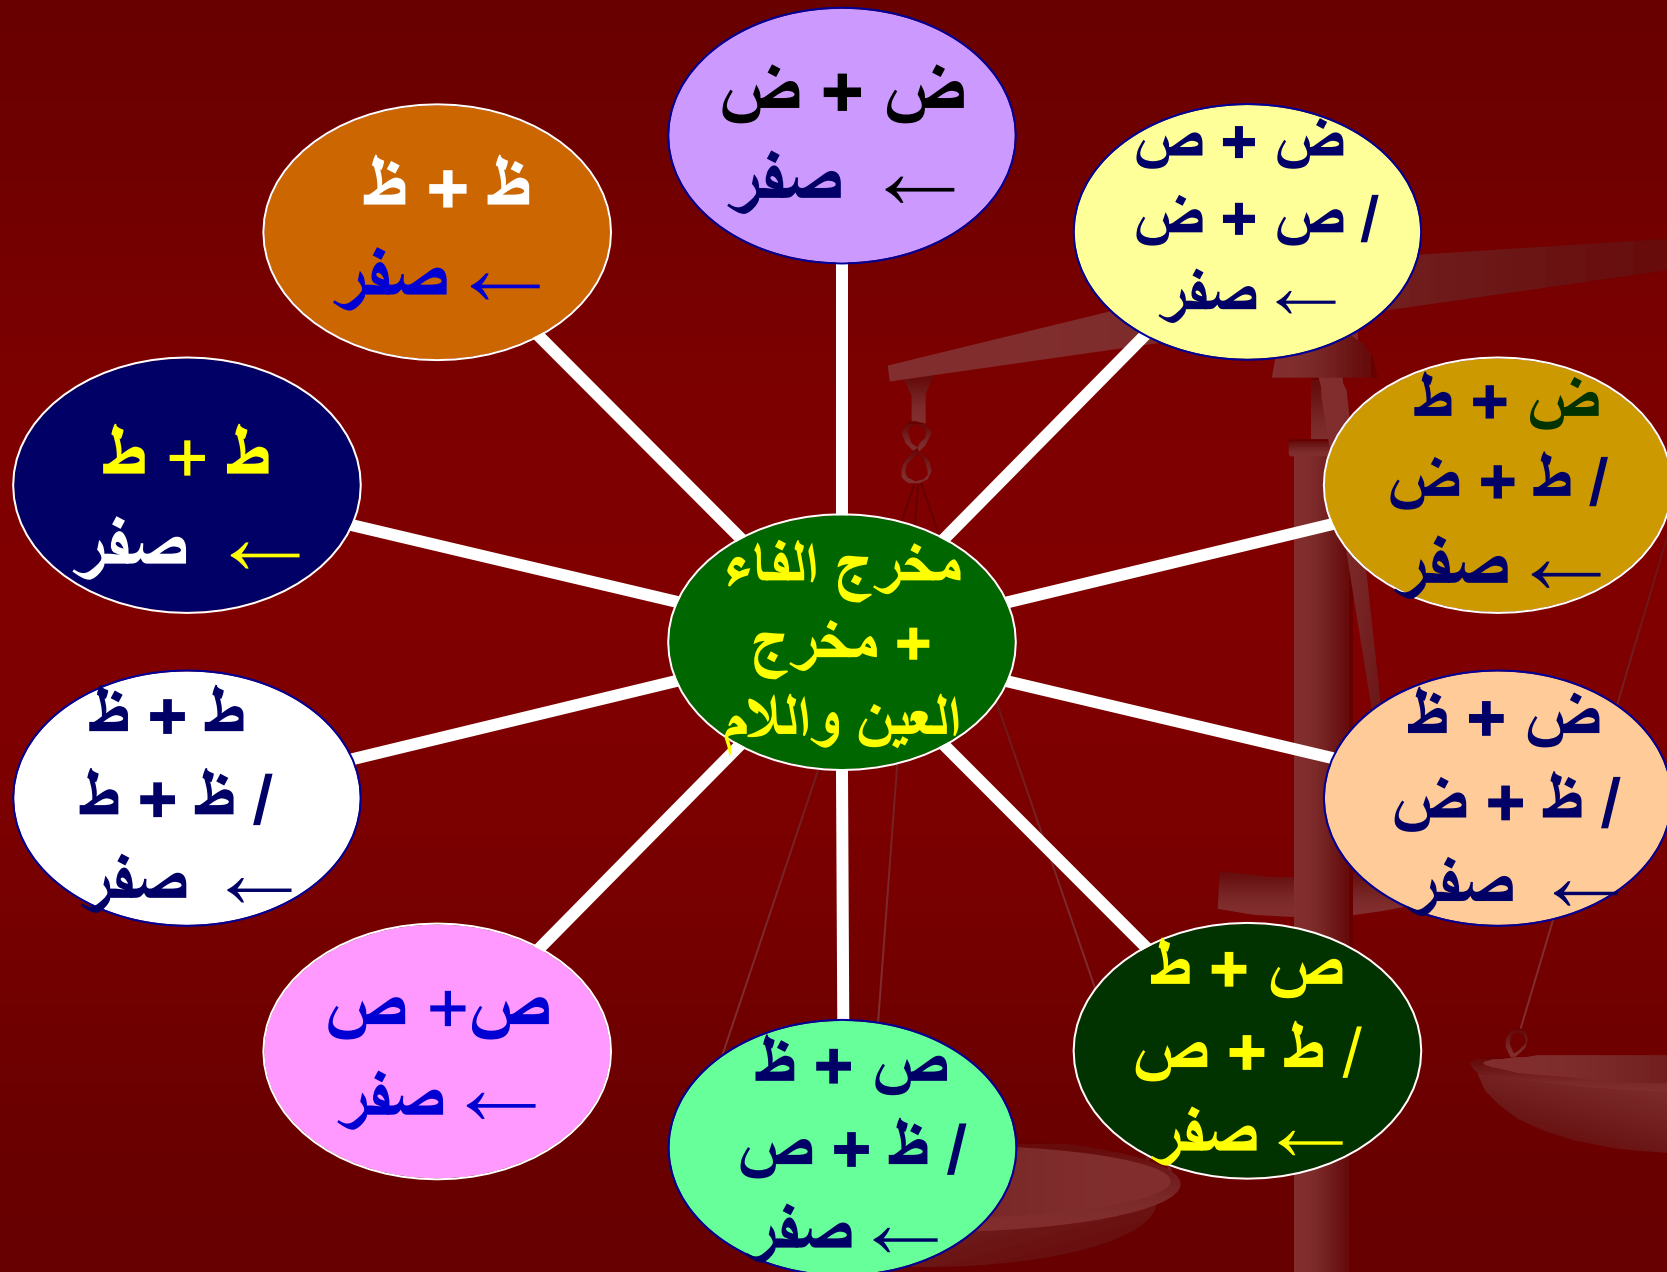 ض + ض
← صفر
ض + ص
/ ص + ض
← صفر
ض + ط
/ ط + ض
← صفر
ض + ظ
/ ظ + ض
← صفر
ص + ط
/ ط + ص
← صفر
ص + ظ
/ ظ + ص
← صفر
ص+ ص
← صفر
ط + ظ
/ ظ + ط
← صفر
ط + ط
← صفر
ظ + ظ
← صفر
مخرج الفاء
+ مخرج
العين واللام